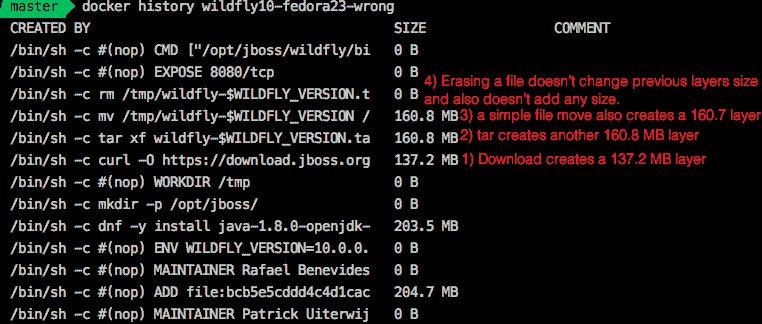 master docker history wildfly10-fedora23-wrong
CREATED BY SIZE COMMENT
/bin/sh -c #(nop) CMD ["/opt/jboss/wildfly/bi 0 B
/bin/sh -c #(nop) EXPOSE 8080/tcp 0 B
4) Erasing a file doesn't change previous layers size
/bin/sh -c rm /tmp/wildfly-$WILDFLY_VERSION.t 0 B and also doesn't add any size.
/bin/sh -c mv /tmp/wildfly-$WILDFLY_VERSION / 160.8 MB 3) a simple file move also creates a 160.7 layer
/bin/sh -c tar xf wildfly-$WILDFLY_VERSION.ta 160.8 MB 2) tar creates another 160.8 MB layer
/bin/sh -c curl -O https://download.jboss.org 137.2 MB 1) Download creates a 137.2 MB layer
/bin/sh -c #(nop) WORKDIR /tmp 0 B
/bin/sh -c mkdir -p /opt/jboss/ 0 B
/bin/sh -c dnf -y install java-1.8.0-openjdk- 203.5 MB
/bin/sh -c #(nop) ENV WILDFLY_VERSION=10.0.0. 0 B
/bin/sh -c #(nop) MAINTAINER Rafael Benevides 0 B
/bin/sh -c #(nop) ADD file:bcb5e5cddd4c4d1cac 204.7 MB
/bin/sh -c #(nop) MAINTAINER Patrick Uiterwij 0 B